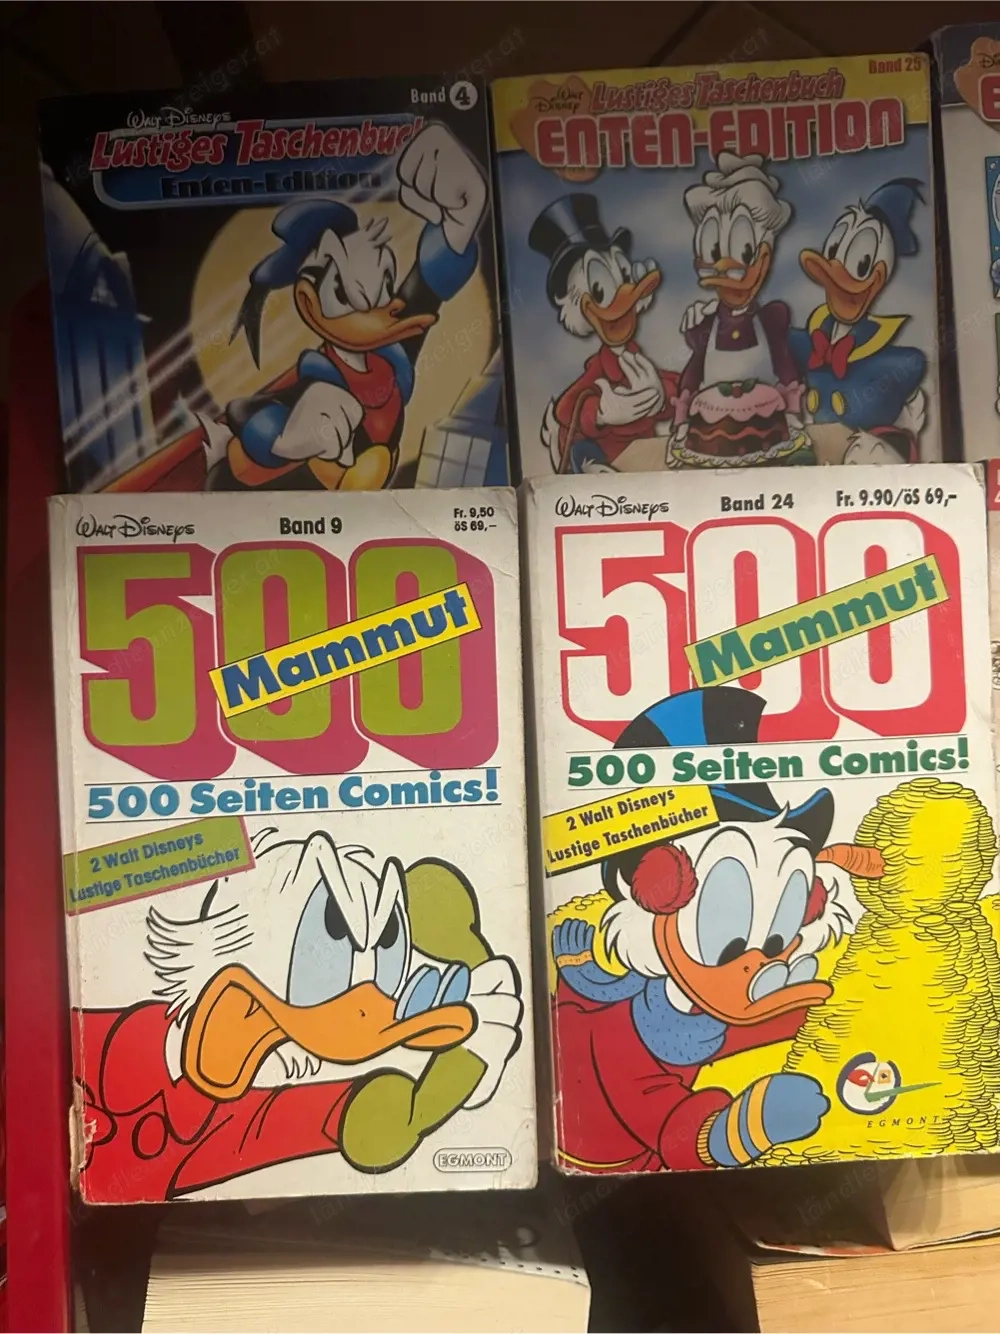 Band 4
Walt Disneys
Lustiges Taschenbuch
Enten-Edition
Band 25
Walt Disney
Lustiges Taschenbuch
ENTEN-EDITION
Walt Disneys
Band 9
Fr. 9,50
öS 69,–
500
Mammut
500 Seiten Comics!
2 Walt Disneys
Lustige Taschenbücher
EGMONT
Walt Disneys
Band 24
Fr. 9.90/öS 69,–
500
Mammut
500 Seiten Comics!
2 Walt Disneys
Lustige Taschenbücher
EGMONT
ländleanzeiger.at